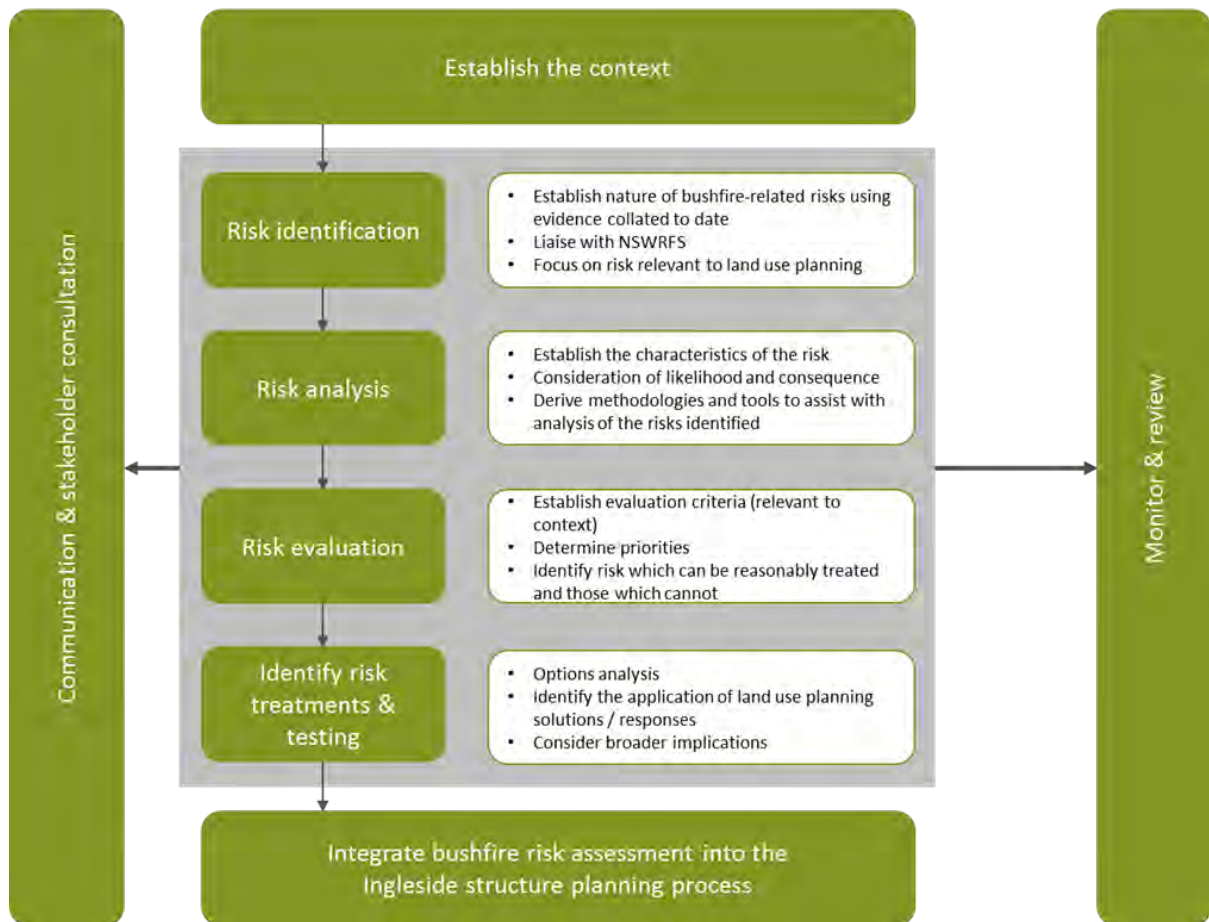 Communication & stakeholder consultation
Establish the context
Risk identification
• Establish nature of bushfire-related risks using
evidence collated to date
• Liaise with NSWRFS
• Focus on risk relevant to land use planning
Risk analysis
• Establish the characteristics of the risk
• Consideration of likelihood and consequence
• Derive methodologies and tools to assist with
analysis of the risks identified
Risk evaluation
• Establish evaluation criteria (relevant to
context)
• Determine priorities
• Identify risk which can be reasonably treated
and those which cannot
Identify risk
treatments &
testing
• Options analysis
• Identify the application of land use planning
solutions / responses
• Consider broader implications
Integrate bushfire risk assessment into the
Ingleside structure planning process
Monitor & review